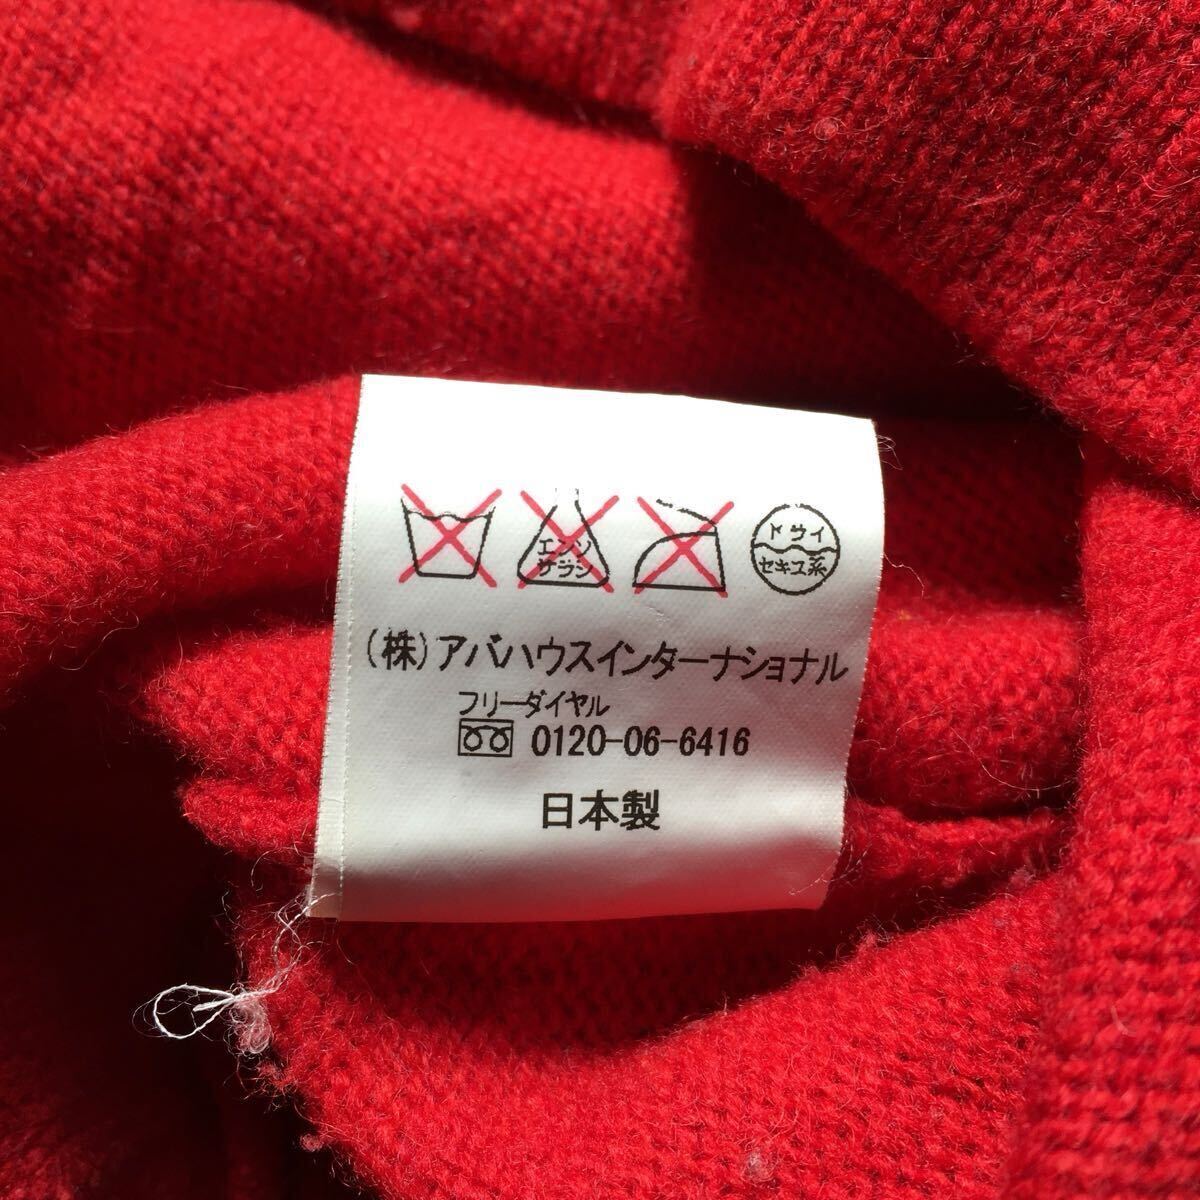 エンソ ドライ
サラシ セキユ系
(株)アバハウスインターナショナル
フリーダイヤル
0120-06-6416
日本製